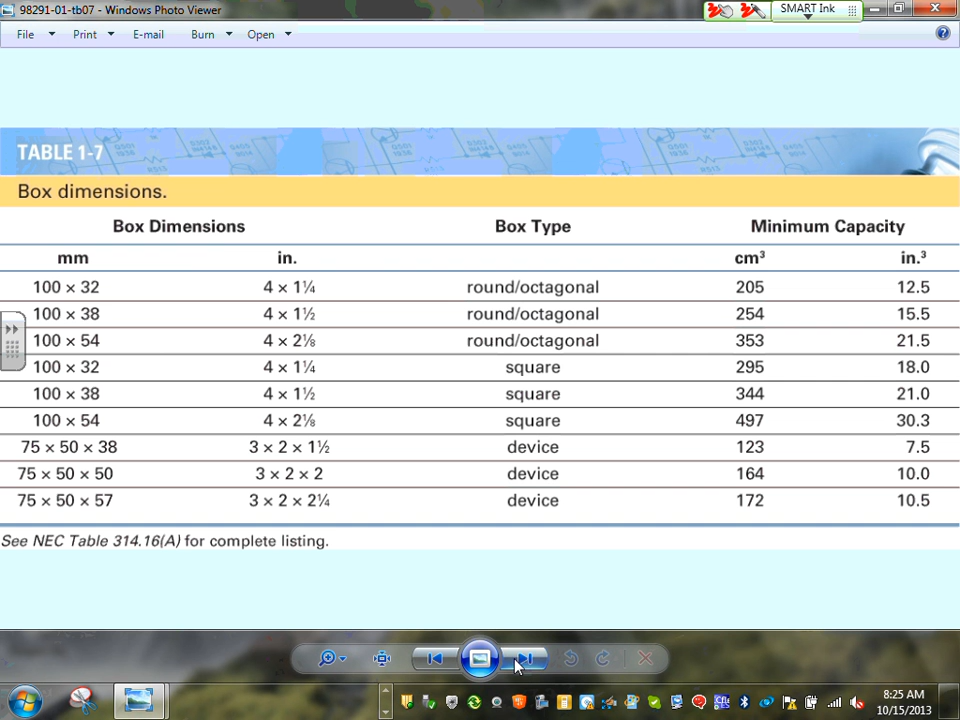 98291-01-tb07 - Windows Photo Viewer
SMART Ink
File Print E-mail Burn Open
TABLE 1-7
Box dimensions.
Box Dimensions Box Type Minimum Capacity
mm in. cm³ in.³
100 × 32 4 × 1¼ round/octagonal 205 12.5
100 × 38 4 × 1½ round/octagonal 254 15.5
100 × 54 4 × 2⅛ round/octagonal 353 21.5
100 × 32 4 × 1¼ square 295 18.0
100 × 38 4 × 1½ square 344 21.0
100 × 54 4 × 2⅛ square 497 30.3
75 × 50 × 38 3 × 2 × 1½ device 123 7.5
75 × 50 × 50 3 × 2 × 2 device 164 10.0
75 × 50 × 57 3 × 2 × 2¼ device 172 10.5
See NEC Table 314.16(A) for complete listing.
8:25 AM
10/15/2013